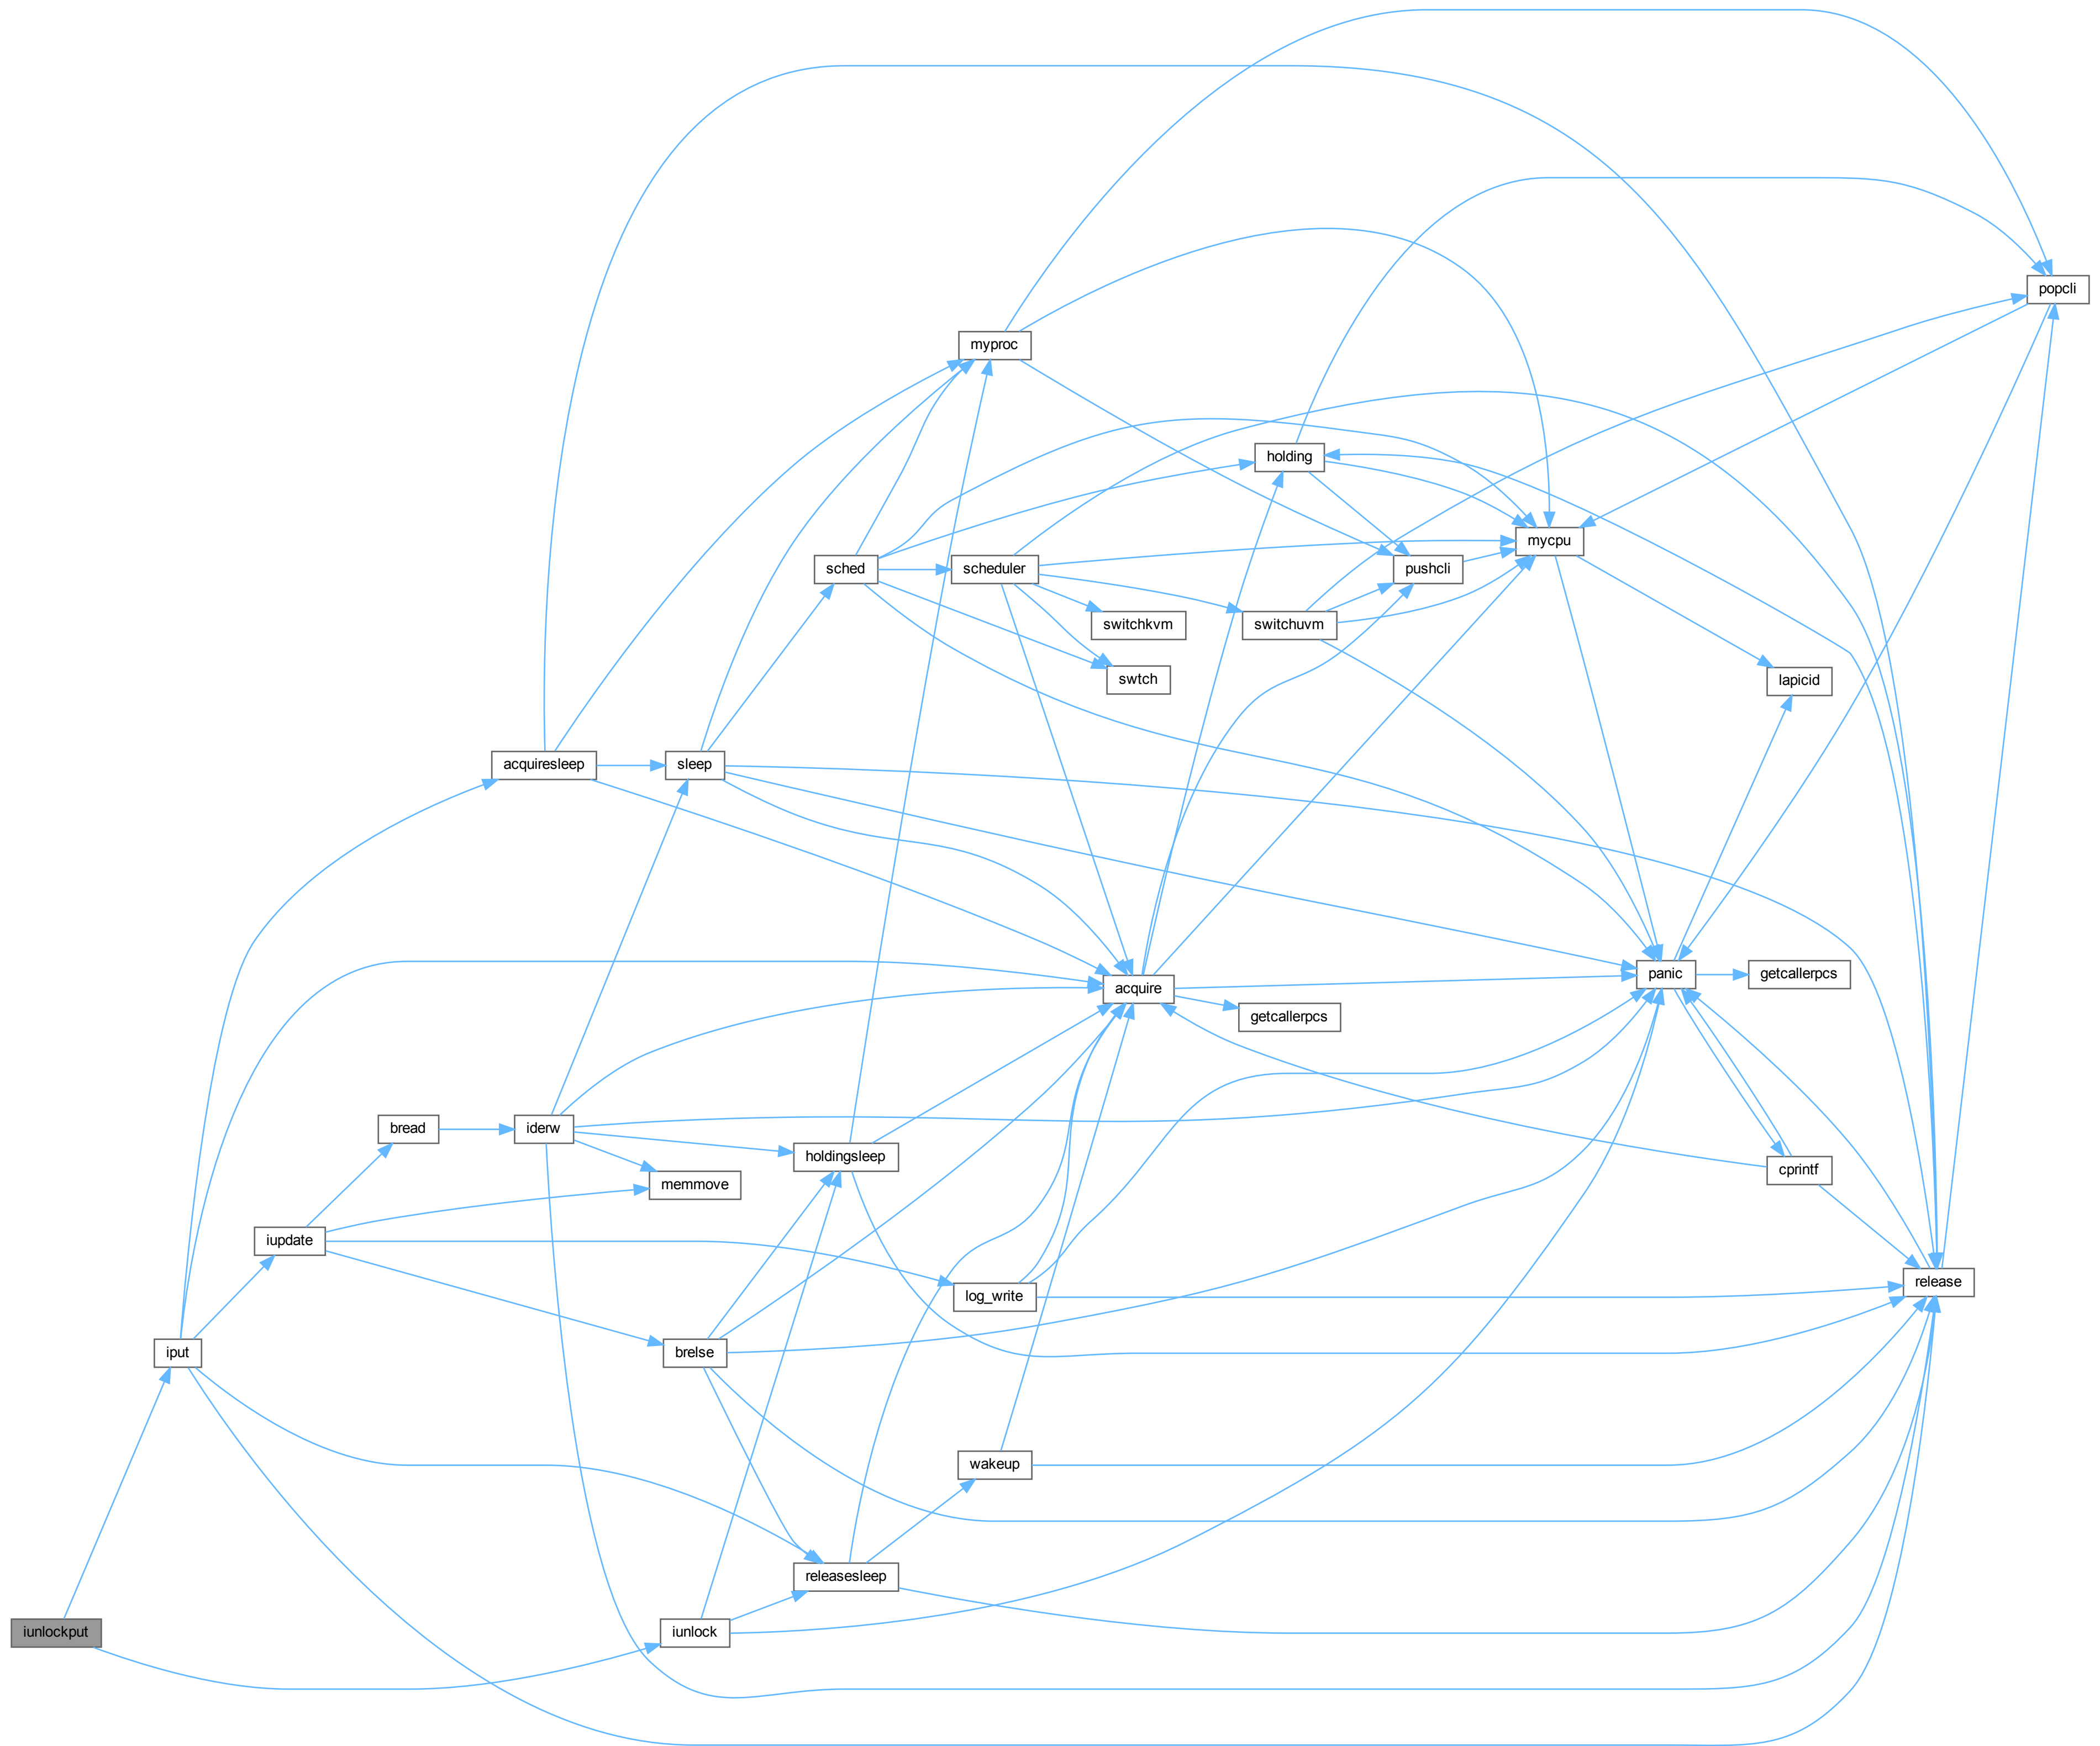 popcli
myproc
holding
mycpu
sched
scheduler
pushcli
switchkvm
switchuvm
swtch
lapicid
acquiresleep
sleep
acquire
panic
getcallerpcs
getcallerpcs
bread
iderw
holdingsleep
memmove
cprintf
iupdate
log_write
release
iput
brelse
wakeup
releasesleep
iunlockput
iunlock